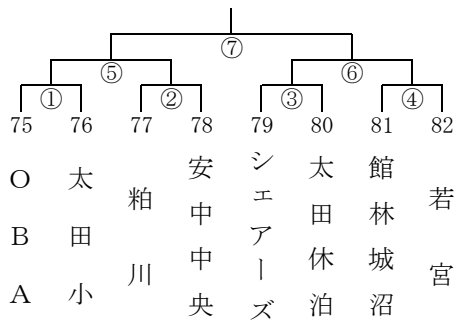 ⑦
⑤ ⑥
① ② ③ ④
75 76 77 78 79 80 81 82
OBA
太田小
粕川
安中中央
シェアーズ
太田休泊
館林城沼
若宮